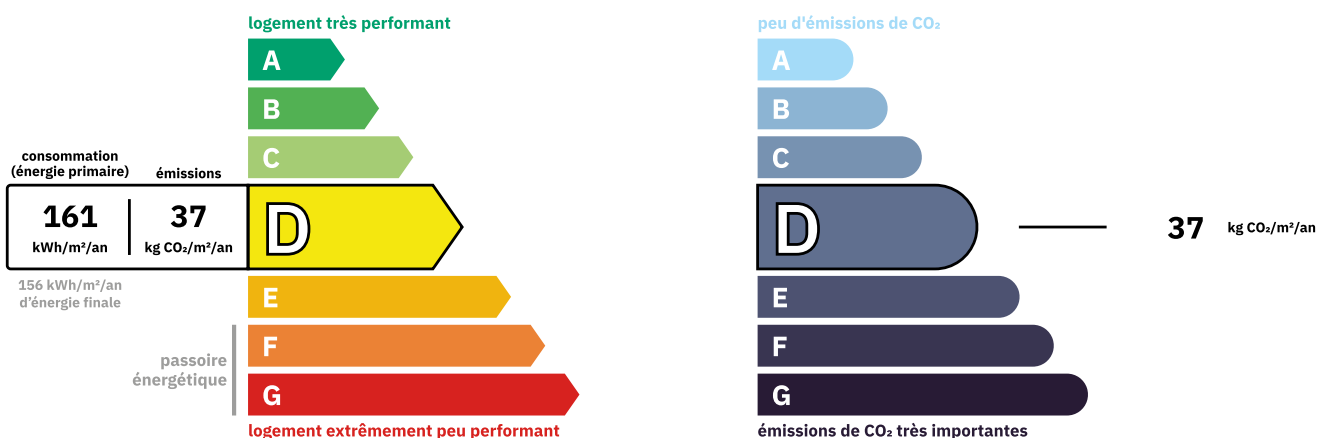 logement très performant
A
B
C
consommation
(énergie primaire)
émissions
161
kWh/m²/an
37
kg CO₂/m²/an
D
156 kWh/m²/an
d'énergie finale
E
F
passoire
énergétique
G
logement extrêmement peu performant
peu d'émissions de CO₂
A
B
C
D
37 kg CO₂/m²/an
E
F
G
émissions de CO₂ très importantes